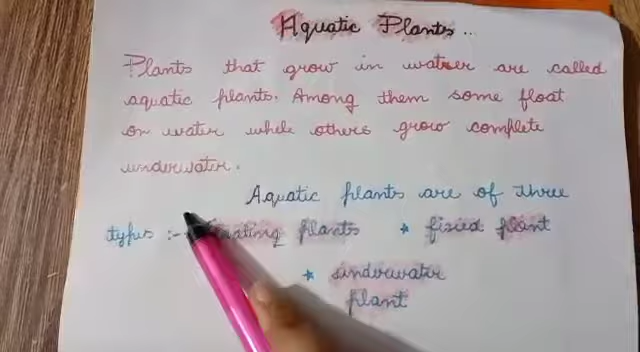 Aquatic Plants...
Plants that grow in water are called
aquatic plants. Among them some float
on water while others grow complete
underwater.
Aquatic plants are of three
types :- plants * fixed plant
* underwater
plant